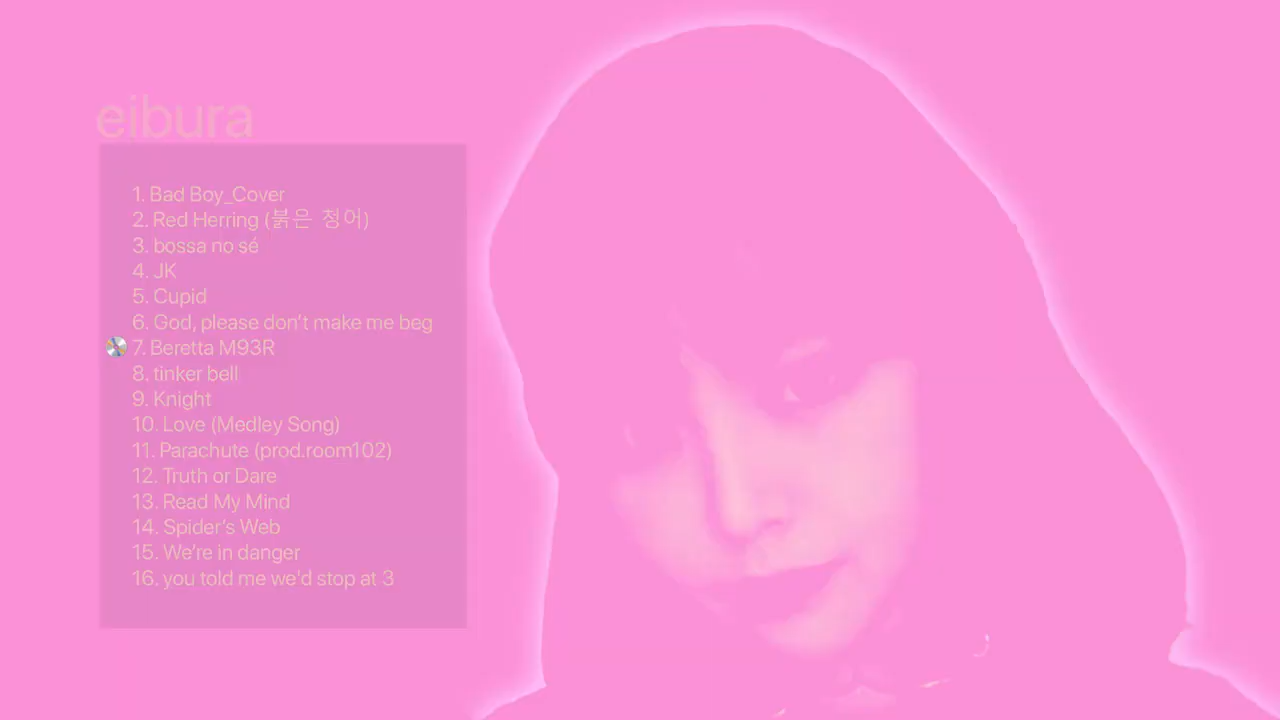 eibura
1. Bad Boy_Cover
2. Red Herring (붉은 청어)
3. bossa no sé
4. JK
5. Cupid
6. God, please don't make me beg
7. Beretta M93R
8. tinker bell
9. Knight
10. Love (Medley Song)
11. Parachute (prod.room102)
12. Truth or Dare
13. Read My Mind
14. Spider's Web
15. We're in danger
16. you told me we'd stop at 3